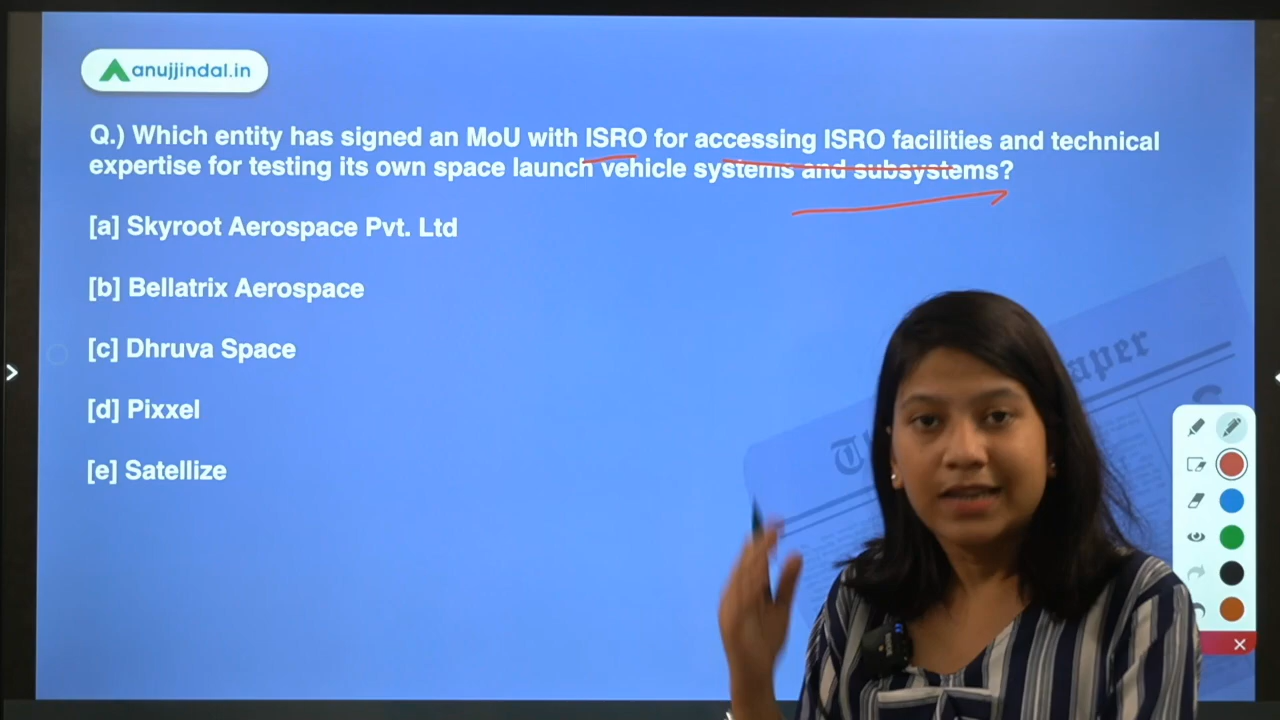 anujjindal.in
Q.) Which entity has signed an MoU with ISRO for accessing ISRO facilities and technical
expertise for testing its own space launch vehicle systems and subsystems?
[a] Skyroot Aerospace Pvt. Ltd
[b] Bellatrix Aerospace
[c] Dhruva Space
[d] Pixxel
[e] Satellize